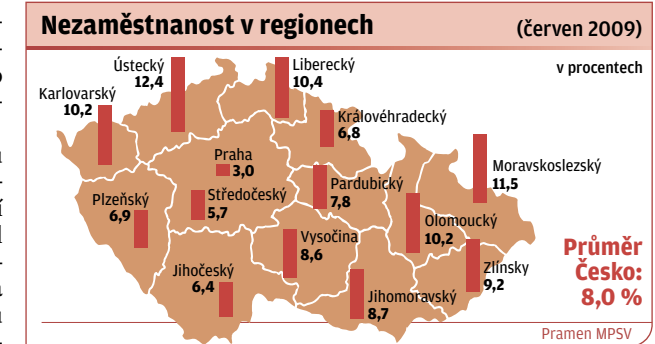 Nezaměstnanost v regionech
(červen 2009)
v procentech
Ústecký
12,4
Liberecký
10,4
Karlovarský
10,2
Královéhradecký
6,8
Praha
3,0
Moravskoslezský
11,5
Plzeňský
6,9
Středočeský
5,7
Pardubický
7,8
Olomoucký
10,2
Vysočina
8,6
Jihočeský
6,4
Jihomoravský
8,7
Zlínsky
9,2
Průměr
Česko:
8,0 %
Pramen MPSV